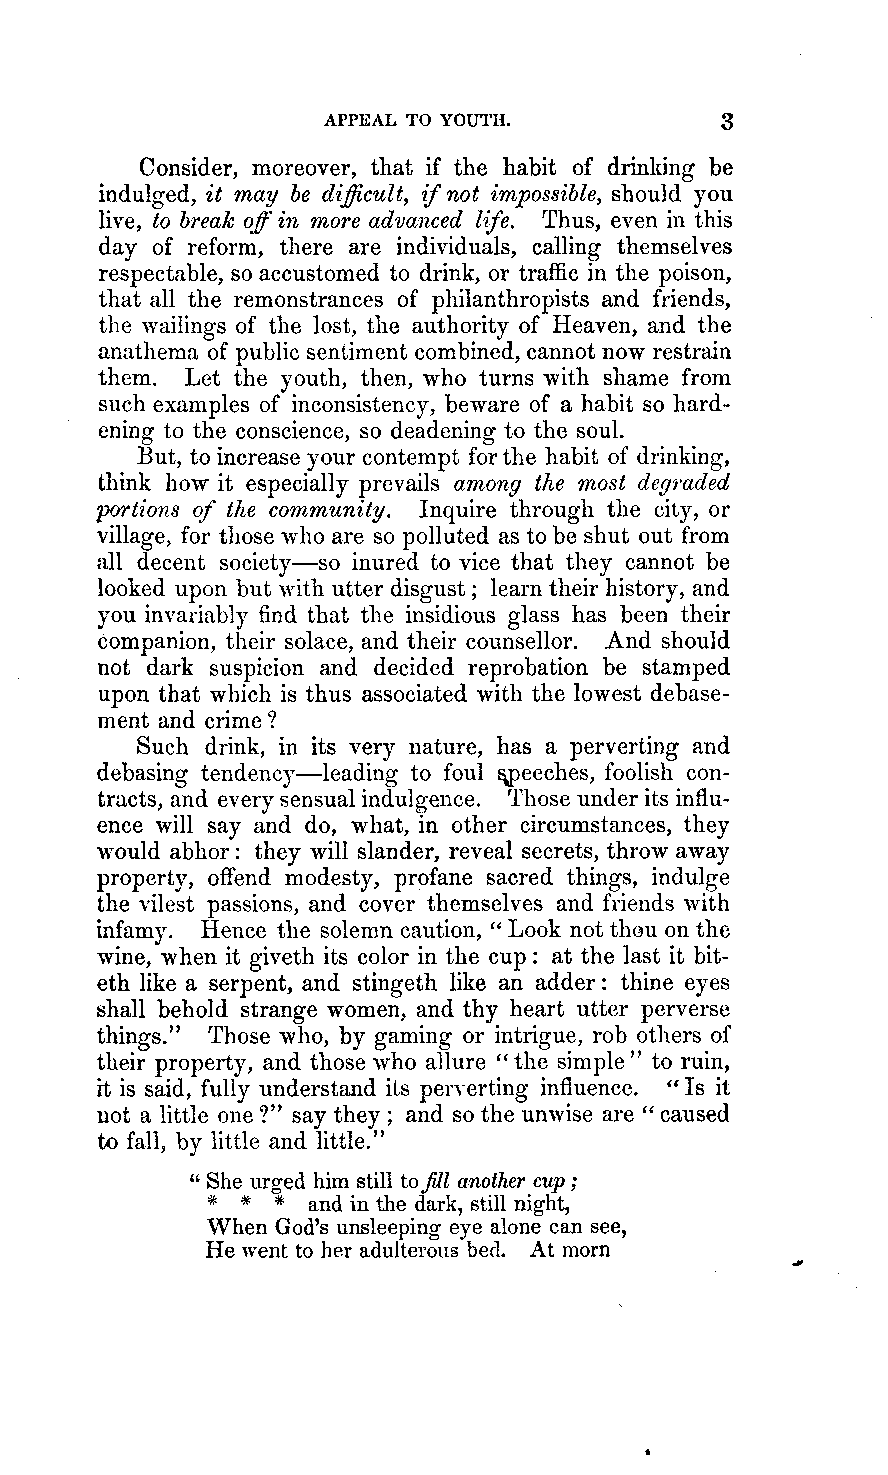 APPEAL TO YOUTH. 3
Consider, moreover, that if the habit of drinking be
indulged, it may be difficult, if not impossible, should you
live, to break off in more advanced life. Thus, even in this
day of reform, there are individuals, calling themselves
respectable, so accustomed to drink, or traffic in the poison,
that all the remonstrances of philanthropists and friends,
the wailings of the lost, the authority of Heaven, and the
anathema of public sentiment combined, cannot now restrain
them. Let the youth, then, who turns with shame from
such examples of inconsistency, beware of a habit so hard-
ening to the conscience, so deadening to the soul.
But, to increase your contempt for the habit of drinking,
think how it especially prevails among the most degraded
portions of the community. Inquire through the city, or
village, for those who are so polluted as to be shut out from
all decent society—so inured to vice that they cannot be
looked upon but with utter disgust; learn their history, and
you invariably find that the insidious glass has been their
companion, their solace, and their counsellor. And should
not dark suspicion and decided reprobation be stamped
upon that which is thus associated with the lowest debase-
ment and crime?
Such drink, in its very nature, has a perverting and
debasing tendency—leading to foul speeches, foolish con-
tracts, and every sensual indulgence. Those under its influ-
ence will say and do, what, in other circumstances, they
would abhor: they will slander, reveal secrets, throw away
property, offend modesty, profane sacred things, indulge
the vilest passions, and cover themselves and friends with
infamy. Hence the solemn caution, "Look not thou on the
wine, when it giveth its color in the cup: at the last it bit-
eth like a serpent, and stingeth like an adder: thine eyes
shall behold strange women, and thy heart utter perverse
things." Those who, by gaming or intrigue, rob others of
their property, and those who allure "the simple" to ruin,
it is said, fully understand its perverting influence. "Is it
not a little one?" say they; and so the unwise are "caused
to fall, by little and little."
"She urged him still to fill another cup;
* * * and in the dark, still night,
When God's unsleeping eye alone can see,
He went to her adulterous bed. At morn